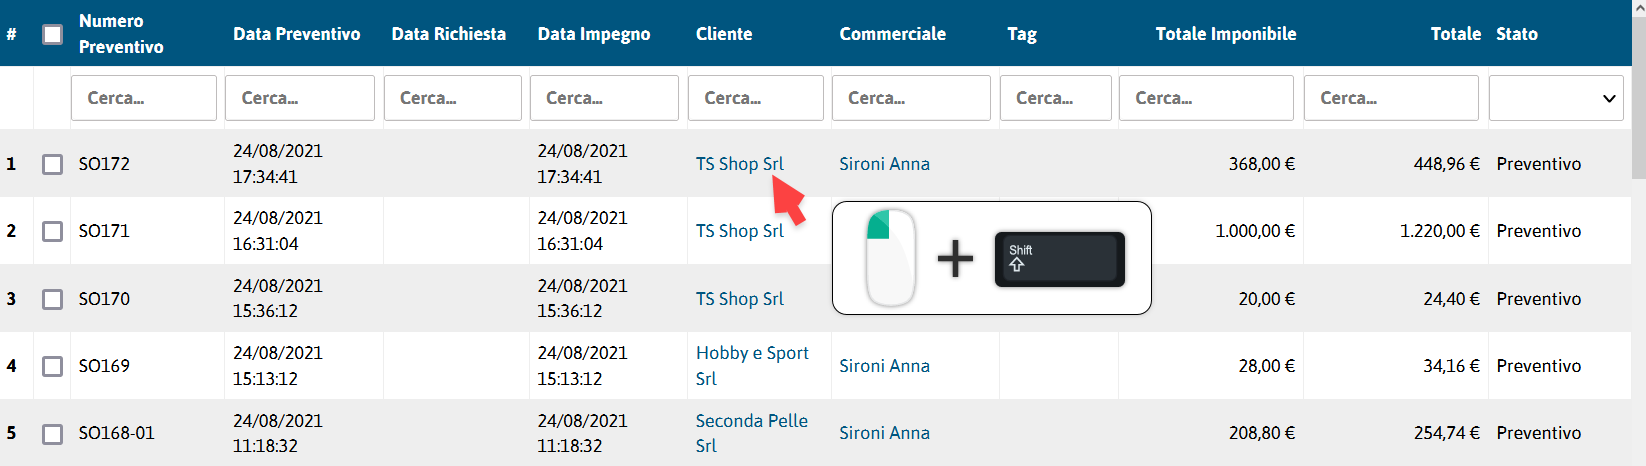 # Numero Preventivo Data Preventivo Data Richiesta Data Impegno Cliente Commerciale Tag Totale Imponibile Totale Stato
Cerca... Cerca... Cerca... Cerca... Cerca... Cerca... Cerca... Cerca... Cerca...
1 SO172 24/08/2021 17:34:41 24/08/2021 17:34:41 TS Shop Srl Sironi Anna 368,00 € 448,96 € Preventivo
2 SO171 24/08/2021 16:31:04 24/08/2021 16:31:04 TS Shop Srl 1.000,00 € 1.220,00 € Preventivo
Shift
3 SO170 24/08/2021 15:36:12 24/08/2021 15:36:12 TS Shop Srl 20,00 € 24,40 € Preventivo
4 SO169 24/08/2021 15:13:12 24/08/2021 15:13:12 Hobby e Sport Srl Sironi Anna 28,00 € 34,16 € Preventivo
5 SO168-01 24/08/2021 11:18:32 24/08/2021 11:18:32 Seconda Pelle Srl Sironi Anna 208,80 € 254,74 € Preventivo